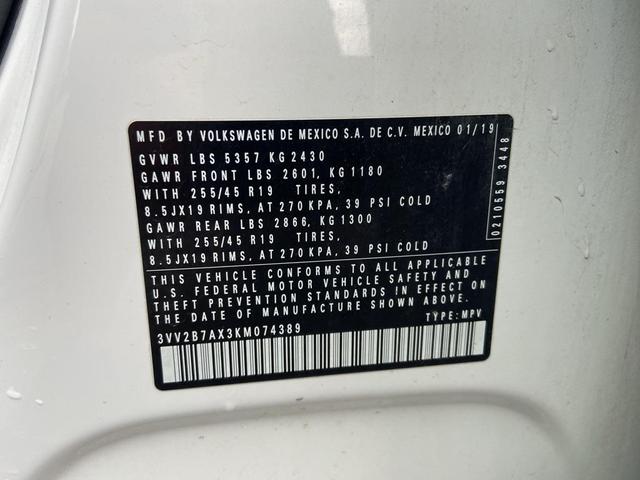 MFD BY VOLKSWAGEN DE MEXICO S.A. DE C.V. MEXICO 01/19
GVWR LBS 5357 KG 2430
GAWR FRONT LBS 2601, KG 1180
WITH 255/45 R19 TIRES,
8.5JX19 RIMS, AT 270 KPA, 39 PSI COLD
GAWR REAR LBS 2866, KG 1300
WITH 255/45 R19 TIRES,
8.5JX19 RIMS, AT 270 KPA, 39 PSI COLD
THIS VEHICLE CONFORMS TO ALL APPLICABLE
U.S. FEDERAL MOTOR VEHICLE SAFETY AND
THEFT PREVENTION STANDARDS IN EFFECT ON
THE DATE OF MANUFACTURE SHOWN ABOVE.
3VV2B7AX3KM074389 TYPE: MPV
0210559 3448